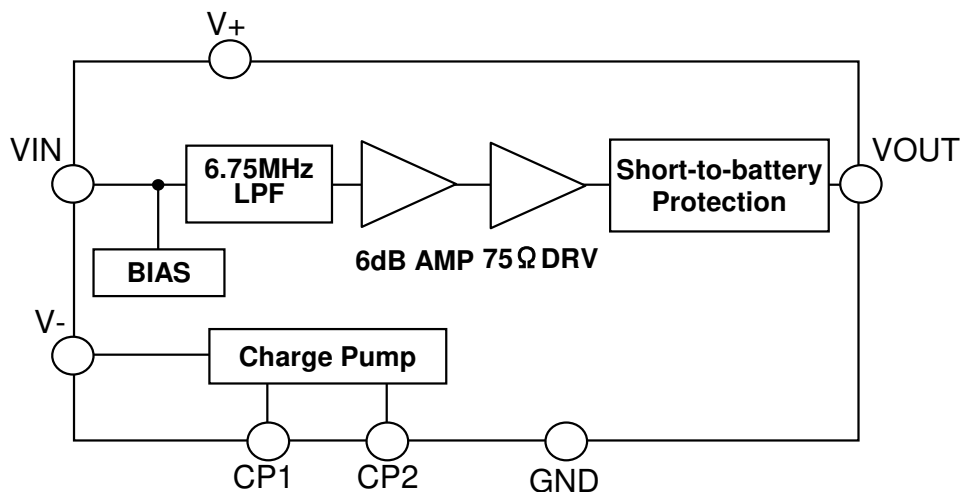 V+
VIN
VOUT
6.75MHz
LPF
Short-to-battery
Protection
6dB AMP
75Ω DRV
BIAS
V-
Charge Pump
CP1
CP2
GND